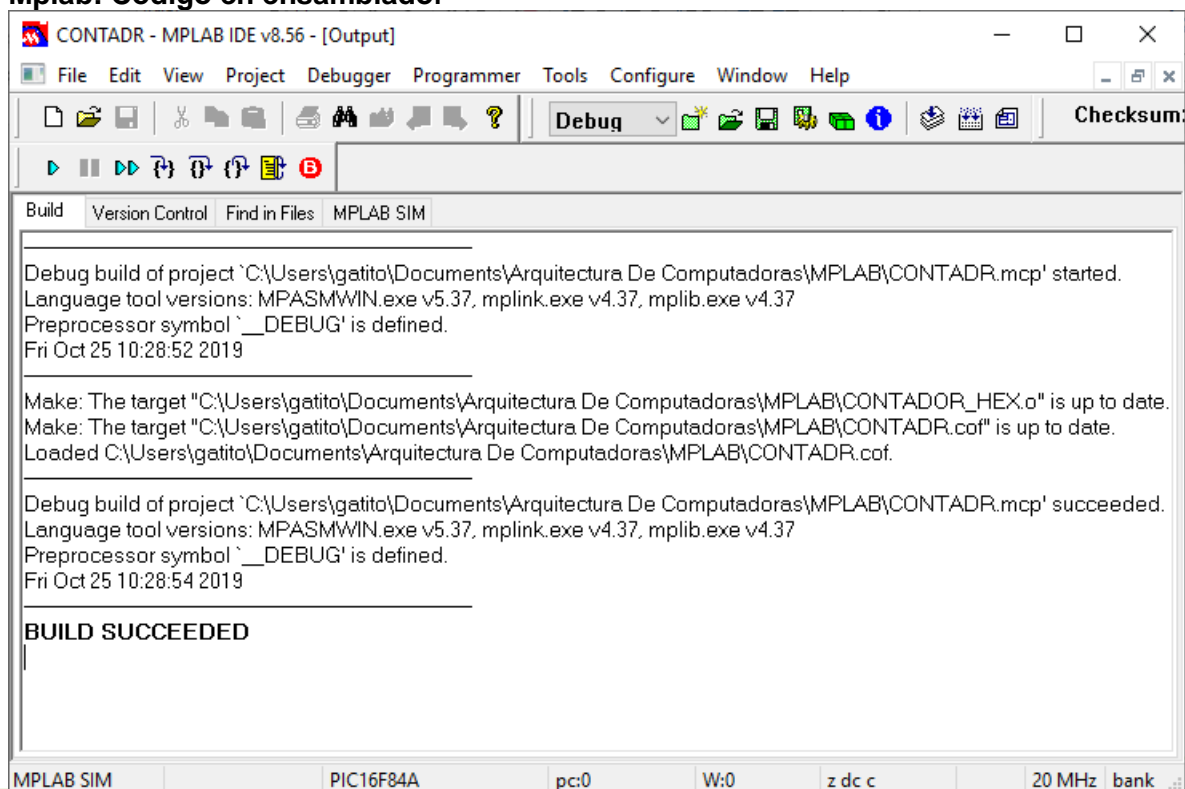 Mplab: Código en ensamblador
CONTADR - MPLAB IDE v8.56 - [Output]
File Edit View Project Debugger Programmer Tools Configure Window Help
Debug Checksum:
Build Version Control Find in Files MPLAB SIM
Debug build of project `C:\Users\gatito\Documents\Arquitectura De Computadoras\MPLAB\CONTADR.mcp' started.
Language tool versions: MPASMWIN.exe v5.37, mplink.exe v4.37, mplib.exe v4.37
Preprocessor symbol `__DEBUG' is defined.
Fri Oct 25 10:28:52 2019
Make: The target "C:\Users\gatito\Documents\Arquitectura De Computadoras\MPLAB\CONTADOR_HEX.o" is up to date.
Make: The target "C:\Users\gatito\Documents\Arquitectura De Computadoras\MPLAB\CONTADR.cof" is up to date.
Loaded C:\Users\gatito\Documents\Arquitectura De Computadoras\MPLAB\CONTADR.cof.
Debug build of project `C:\Users\gatito\Documents\Arquitectura De Computadoras\MPLAB\CONTADR.mcp' succeeded.
Language tool versions: MPASMWIN.exe v5.37, mplink.exe v4.37, mplib.exe v4.37
Preprocessor symbol `__DEBUG' is defined.
Fri Oct 25 10:28:54 2019
BUILD SUCCEEDED
MPLAB SIM PIC16F84A pc:0 W:0 z dc c 20 MHz bank